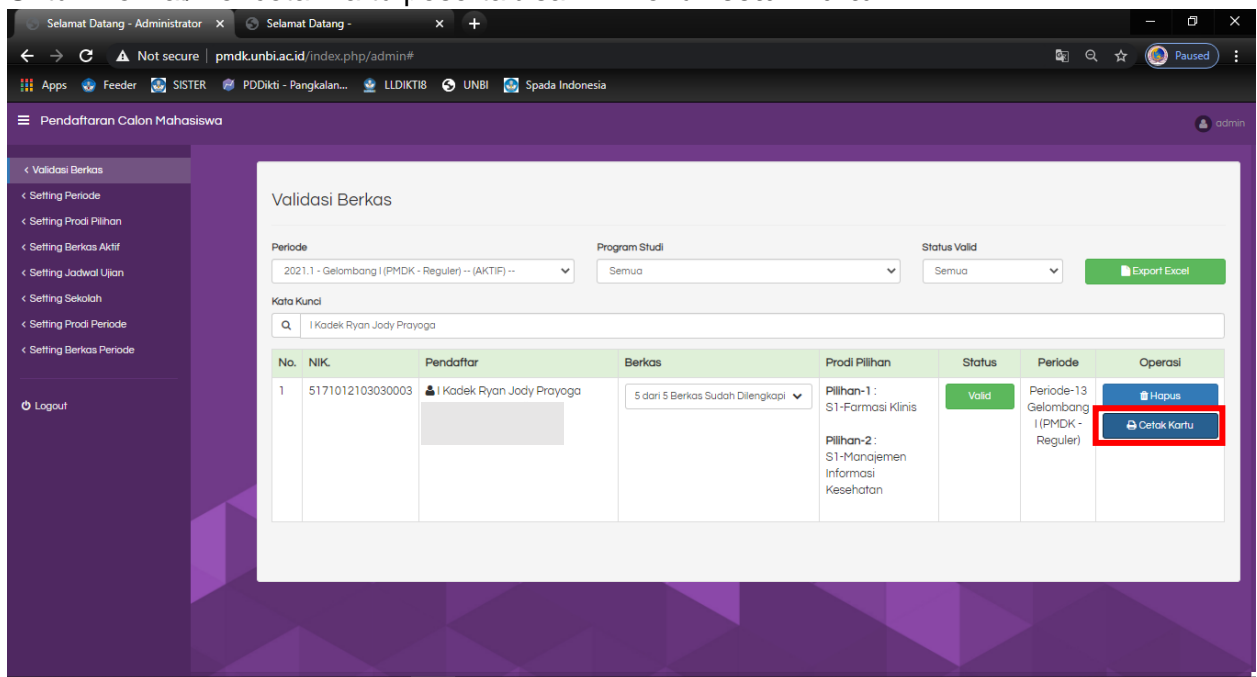 Selamat Datang - Administrator
Selamat Datang -
Not secure | pmdk.unbi.ac.id/index.php/admin#
Paused
Apps Feeder SISTER PDDikti - Pangkalan... LLDIKTI8 UNBI Spada Indonesia
Pendaftaran Calon Mahasiswa
admin
< Validasi Berkas
< Setting Periode
< Setting Prodi Pilihan
< Setting Berkas Aktif
< Setting Jadwal Ujian
< Setting Sekolah
< Setting Prodi Periode
< Setting Berkas Periode
Logout
Validasi Berkas
Periode Program Studi Status Valid
2021.1 - Gelombang I (PMDK - Reguler) -- (AKTIF) -- Semua Semua Export Excel
Kata Kunci
I Kadek Ryan Jody Prayoga
No. NIK. Pendaftar Berkas Prodi Pilihan Status Periode Operasi
1 5171012103030003 I Kadek Ryan Jody Prayoga 5 dari 5 Berkas Sudah Dilengkapi
Pilihan-1 :
S1-Farmasi Klinis
Pilihan-2 :
S1-Manajemen
Informasi
Kesehatan
Valid
Periode-13
Gelombang
I (PMDK -
Reguler)
Hapus
Cetak Kartu